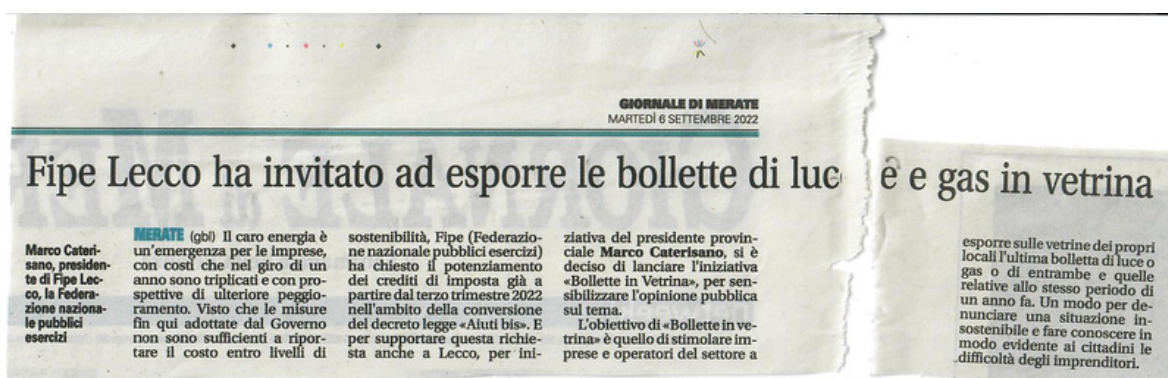 GIORNALE DI MERATE
MARTEDÌ 6 SETTEMBRE 2022
Fipe Lecco ha invitato ad esporre le bollette di luce e gas in vetrina
Marco Cateri-
sano, presiden-
te di Fipe Lec-
co, la Federa-
zione naziona-
le pubblici
esercizi
MERATE (gbl) Il caro energia è
un'emergenza per le imprese,
con costi che nel giro di un
anno sono triplicati e con pro-
spettive di ulteriore peggio-
ramento. Visto che le misure
fin qui adottate dal Governo
non sono sufficienti a ripor-
tare il costo entro livelli di
sostenibilità, Fipe (Federazio-
ne nazionale pubblici esercizi)
ha chiesto il potenziamento
dei crediti di imposta già a
partire dal terzo trimestre 2022
nell'ambito della conversione
del decreto legge «Aiuti bis». E
per supportare questa richie-
sta anche a Lecco, per ini-
ziativa del presidente provin-
ciale Marco Caterisano, si è
deciso di lanciare l'iniziativa
«Bollette in Vetrina», per sen-
sibilizzare l'opinione pubblica
sul tema.
L'obiettivo di «Bollette in ve-
trina» è quello di stimolare im-
prese e operatori del settore a
esporre sulle vetrine dei propri
locali l'ultima bolletta di luce o
gas o di entrambe e quelle
relative allo stesso periodo di
un anno fa. Un modo per de-
nunciare una situazione in-
sostenibile e fare conoscere in
modo evidente ai cittadini le
difficoltà degli imprenditori.